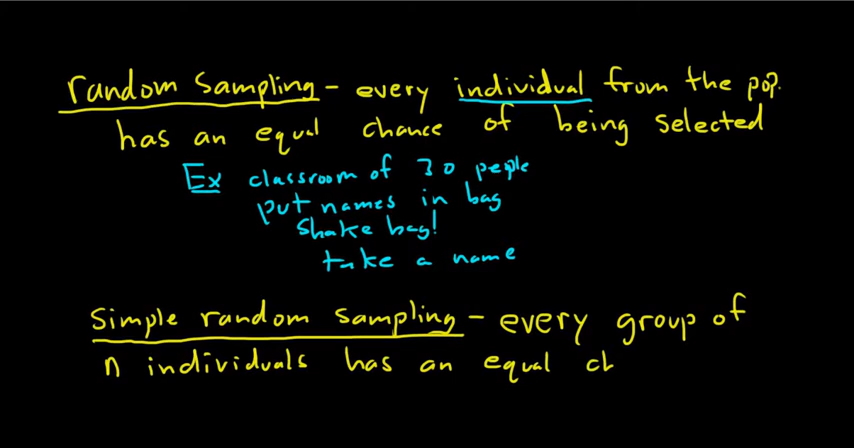 random sampling - every individual from the pop.
has an equal chance of being selected
Ex classroom of 30 people
put names in bag
shake bag!
take a name
Simple random sampling - every group of
n individuals has an equal ch